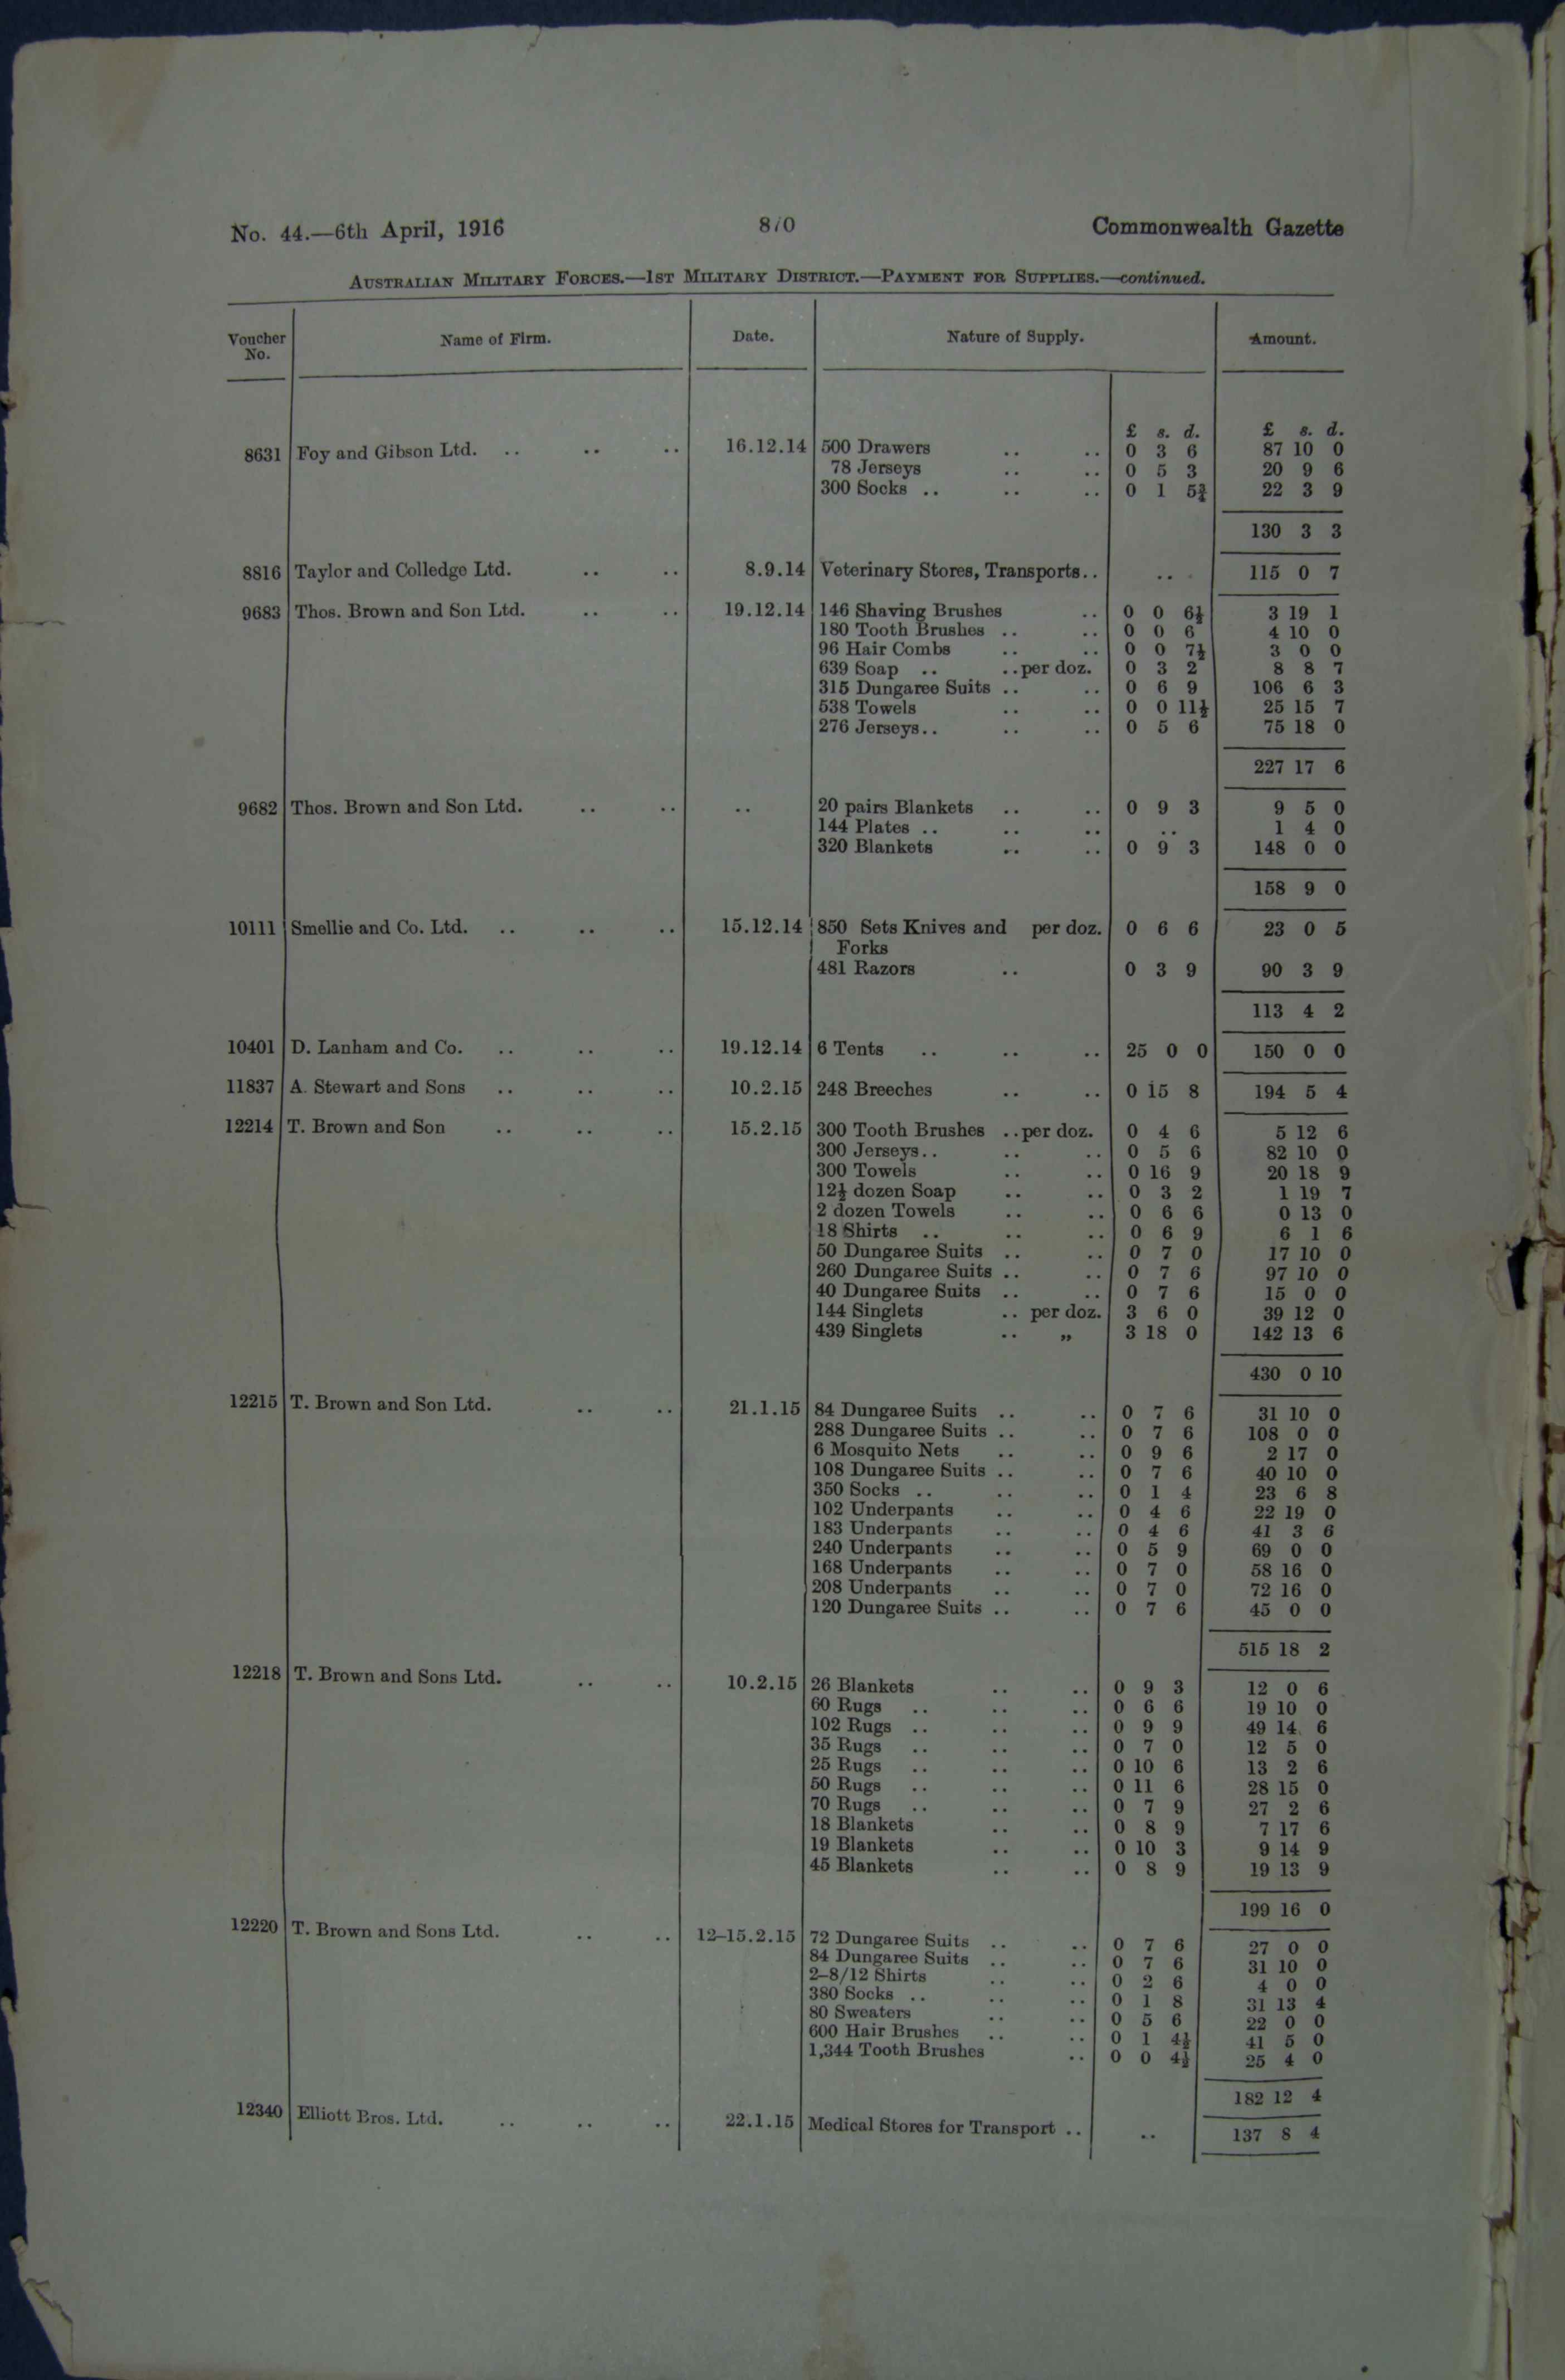 No. 44.—6th April, 1916 870 Commonwealth Gazette
AUSTRALIAN MILITARY FORCES.—1ST MILITARY DISTRICT.—PAYMENT FOR SUPPLIES.—continued.
Voucher No. Name of Firm. Date. Nature of Supply. Amount.
£ s. d. £ s. d.
8631 Foy and Gibson Ltd. .. .. .. 16.12.14 500 Drawers .. .. 0 3 6 87 10 0
78 Jerseys .. .. 0 5 3 20 9 6
300 Socks .. .. .. 0 1 5¾ 22 3 9
130 3 3
8816 Taylor and Colledge Ltd. .. .. 8.9.14 Veterinary Stores, Transports.. .. 115 0 7
9683 Thos. Brown and Son Ltd. .. .. 19.12.14 146 Shaving Brushes .. 0 0 6½ 3 19 1
180 Tooth Brushes .. .. 0 0 6 4 10 0
96 Hair Combs .. .. 0 0 7½ 3 0 0
639 Soap .. .. per doz. 0 3 2 8 8 7
315 Dungaree Suits .. .. 0 6 9 106 6 3
538 Towels .. .. 0 0 11½ 25 15 7
276 Jerseys.. .. .. 0 5 6 75 18 0
227 17 6
9682 Thos. Brown and Son Ltd. .. .. .. 20 pairs Blankets .. .. 0 9 3 9 5 0
144 Plates .. .. .. .. 1 4 0
320 Blankets .. .. 0 9 3 148 0 0
158 9 0
10111 Smellie and Co. Ltd. .. .. .. 15.12.14 850 Sets Knives and per doz. 0 6 6 23 0 5
Forks
481 Razors .. 0 3 9 90 3 9
113 4 2
10401 D. Lanham and Co. .. .. .. 19.12.14 6 Tents .. .. .. 25 0 0 150 0 0
11837 A. Stewart and Sons .. .. .. 10.2.15 248 Breeches .. .. 0 15 8 194 5 4
12214 T. Brown and Son .. .. .. 15.2.15 300 Tooth Brushes .. per doz. 0 4 6 5 12 6
300 Jerseys.. .. .. 0 5 6 82 10 0
300 Towels .. .. 0 16 9 20 18 9
12½ dozen Soap .. .. 0 3 2 1 19 7
2 dozen Towels .. .. 0 6 6 0 13 0
18 Shirts .. .. .. 0 6 9 6 1 6
50 Dungaree Suits .. .. 0 7 0 17 10 0
260 Dungaree Suits .. .. 0 7 6 97 10 0
40 Dungaree Suits .. .. 0 7 6 15 0 0
144 Singlets .. per doz. 3 6 0 39 12 0
439 Singlets .. „ 3 18 0 142 13 6
430 0 10
12215 T. Brown and Son Ltd. .. .. 21.1.15 84 Dungaree Suits .. .. 0 7 6 31 10 0
288 Dungaree Suits .. .. 0 7 6 108 0 0
6 Mosquito Nets .. .. 0 9 6 2 17 0
108 Dungaree Suits .. .. 0 7 6 40 10 0
350 Socks .. .. .. 0 1 4 23 6 8
102 Underpants .. .. 0 4 6 22 19 0
183 Underpants .. .. 0 4 6 41 3 6
240 Underpants .. .. 0 5 9 69 0 0
168 Underpants .. .. 0 7 0 58 16 0
208 Underpants .. .. 0 7 0 72 16 0
120 Dungaree Suits .. .. 0 7 6 45 0 0
515 18 2
12218 T. Brown and Sons Ltd. .. .. 10.2.15 26 Blankets .. .. 0 9 3 12 0 6
60 Rugs .. .. .. 0 6 6 19 10 0
102 Rugs .. .. .. 0 9 9 49 14 6
35 Rugs .. .. .. 0 7 0 12 5 0
25 Rugs .. .. .. 0 10 6 13 2 6
50 Rugs .. .. .. 0 11 6 28 15 0
70 Rugs .. .. .. 0 7 9 27 2 6
18 Blankets .. .. 0 8 9 7 17 6
19 Blankets .. .. 0 10 3 9 14 9
45 Blankets .. .. 0 8 9 19 13 9
199 16 0
12220 T. Brown and Sons Ltd. .. .. 12–15.2.15 72 Dungaree Suits .. .. 0 7 6 27 0 0
84 Dungaree Suits .. .. 0 7 6 31 10 0
2–8/12 Shirts .. .. 0 2 6 4 0 0
380 Socks .. .. .. 0 1 8 31 13 4
80 Sweaters .. .. 0 5 6 22 0 0
600 Hair Brushes .. .. 0 1 4½ 41 5 0
1,344 Tooth Brushes .. 0 0 4½ 25 4 0
182 12 4
12340 Elliott Bros. Ltd. .. .. .. 22.1.15 Medical Stores for Transport .. .. 137 8 4